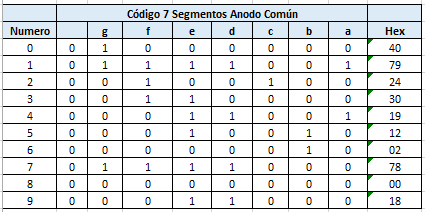 Código 7 Segmentos Anodo Común
Numero g f e d c b a Hex
0 0 1 0 0 0 0 0 0 40
1 0 1 1 1 1 0 0 1 79
2 0 0 1 0 0 1 0 0 24
3 0 0 1 1 0 0 0 0 30
4 0 0 0 1 1 0 0 1 19
5 0 0 0 1 0 0 1 0 12
6 0 0 0 0 0 0 1 0 02
7 0 1 1 1 1 0 0 0 78
8 0 0 0 0 0 0 0 0 00
9 0 0 0 1 1 0 0 0 18